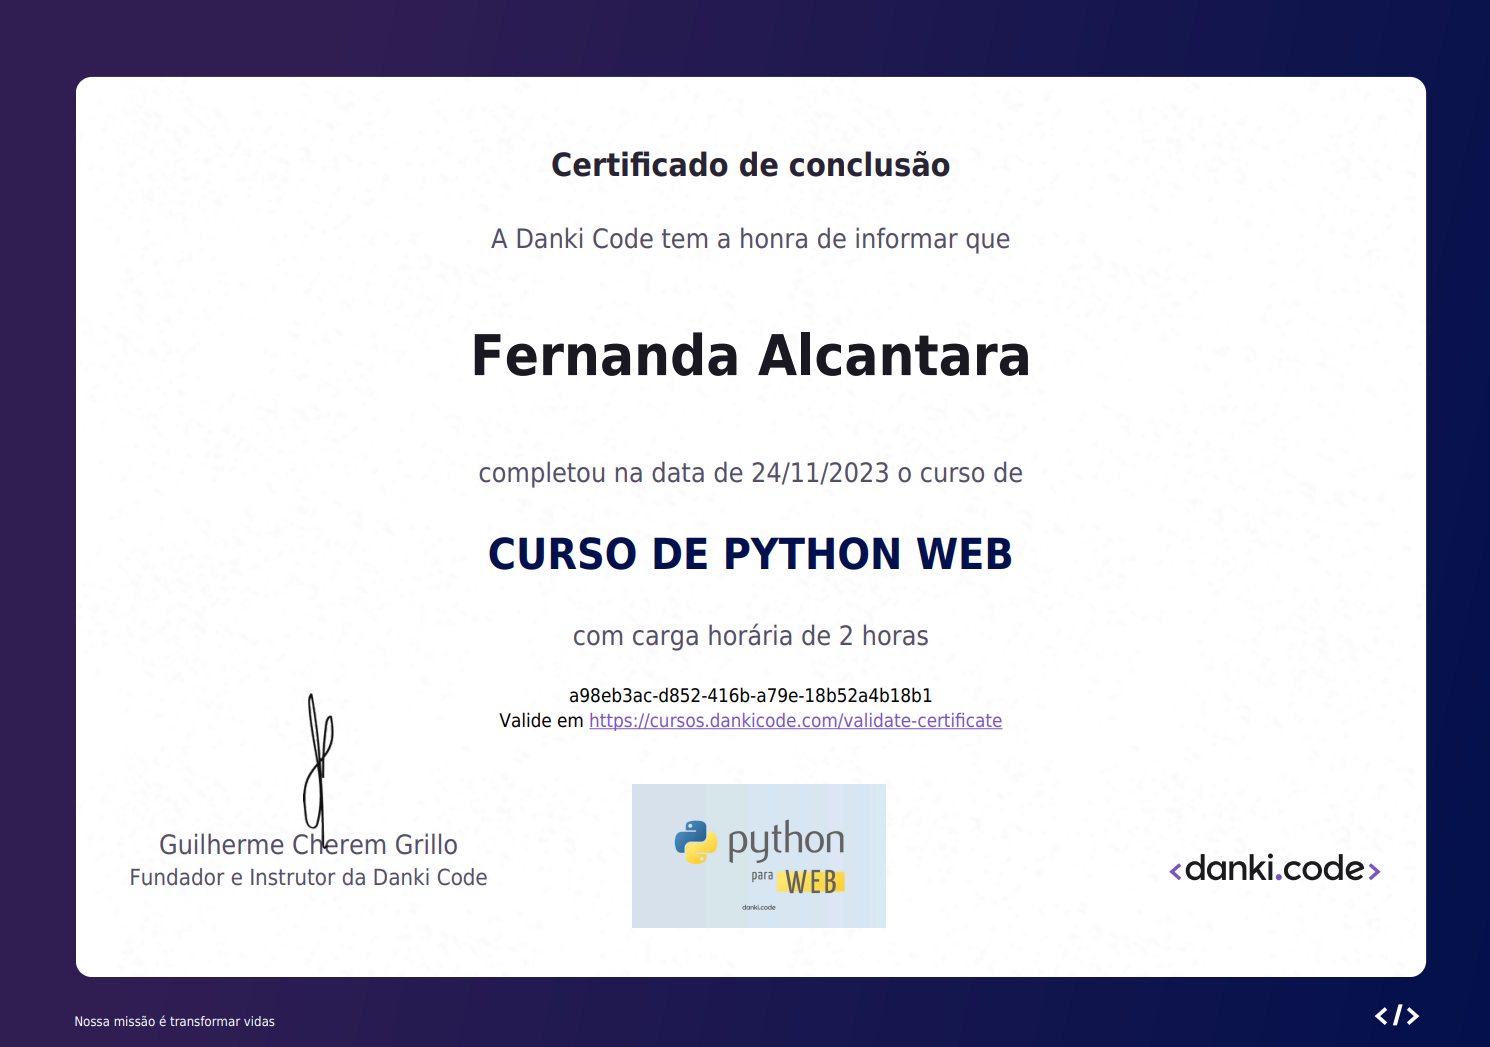 Certificado de conclusão
A Danki Code tem a honra de informar que
Fernanda Alcantara
completou na data de 24/11/2023 o curso de
CURSO DE PYTHON WEB
com carga horária de 2 horas
a98eb3ac-d852-416b-a79e-18b52a4b18b1
Valide em https://cursos.dankicode.com/validate-certificate
Guilherme Cherem Grillo
Fundador e Instrutor da Danki Code
python
para WEB
danki.code
<danki.code>
Nossa missão é transformar vidas
</>